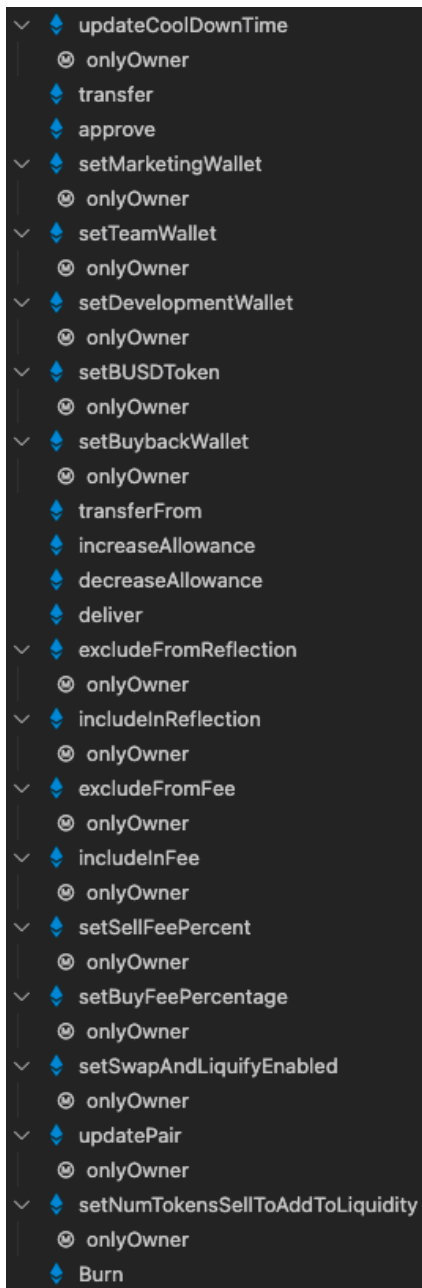 updateCoolDownTime
onlyOwner
transfer
approve
setMarketingWallet
onlyOwner
setTeamWallet
onlyOwner
setDevelopmentWallet
onlyOwner
setBUSDToken
onlyOwner
setBuybackWallet
onlyOwner
transferFrom
increaseAllowance
decreaseAllowance
deliver
excludeFromReflection
onlyOwner
includeInReflection
onlyOwner
excludeFromFee
onlyOwner
includeInFee
onlyOwner
setSellFeePercent
onlyOwner
setBuyFeePercentage
onlyOwner
setSwapAndLiquifyEnabled
onlyOwner
updatePair
onlyOwner
setNumTokensSellToAddToLiquidity
onlyOwner
Burn